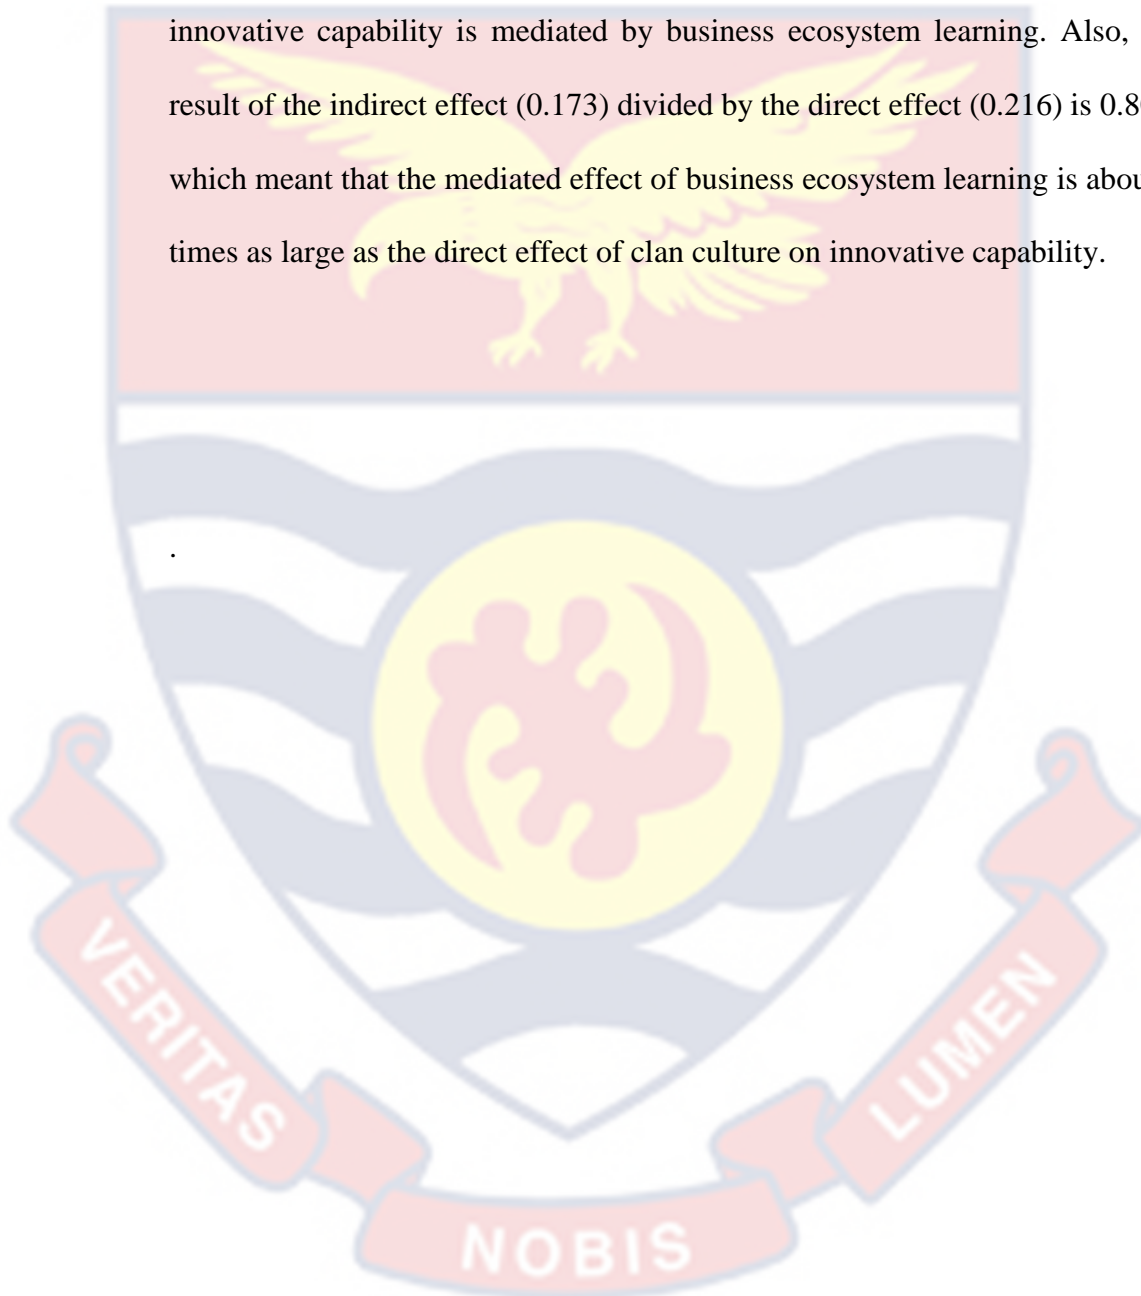 innovative capability is mediated by business ecosystem learning. Also,
result of the indirect effect (0.173) divided by the direct effect (0.216) is 0.8
which meant that the mediated effect of business ecosystem learning is
times as large as the direct effect of clan culture on innovative capability.
.
VERITAS
NOBIS
LUMEN